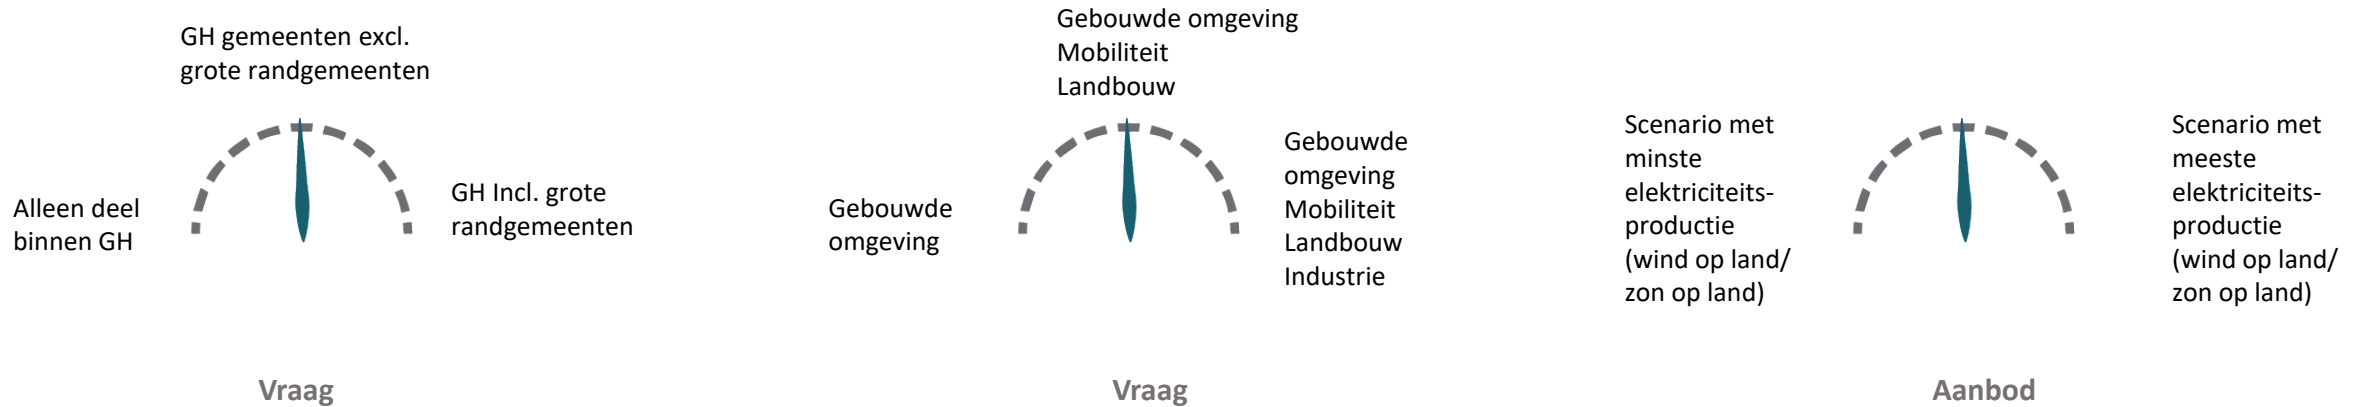 GH gemeenten excl.
grote randgemeenten
Alleen deel
binnen GH
GH Incl. grote
randgemeenten
Vraag
Gebouwde omgeving
Mobiliteit
Landbouw
Gebouwde
omgeving
Gebouwde
omgeving
Mobiliteit
Landbouw
Industrie
Vraag
Scenario met
minste
elektriciteits-
productie
(wind op land/
zon op land)
Scenario met
meeste
elektriciteits-
productie
(wind op land/
zon op land)
Aanbod